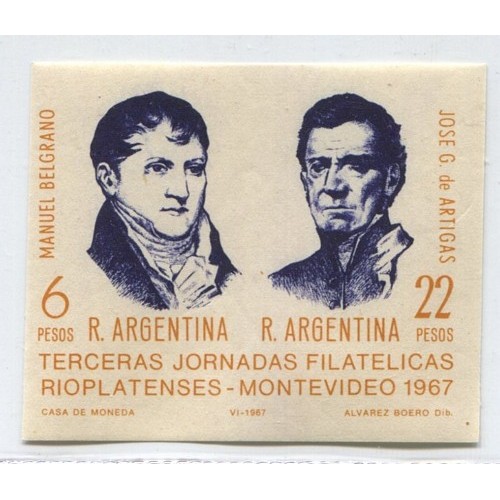 MANUEL BELGRANO
JOSE G. de ARTIGAS
6 PESOS
R. ARGENTINA
R. ARGENTINA
22 PESOS
TERCERAS JORNADAS FILATELICAS
RIOPLATENSES - MONTEVIDEO 1967
CASA DE MONEDA VI-1967 ALVAREZ BOERO Dib.